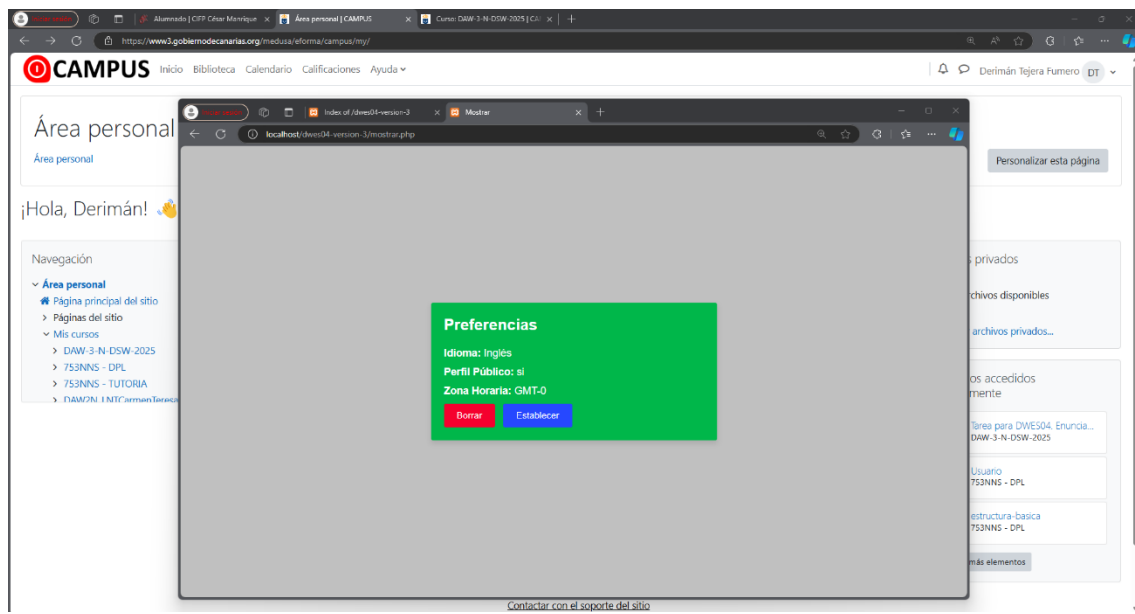 Alumnado | CIFP César Manrique
Área personal | CAMPUS
Curso: DAW-3-N-DSW-2025 | CA
https://www3.gobiernodecanarias.org/medusa/eforma/campus/my/
CAMPUS Inicio Biblioteca Calendario Calificaciones Ayuda
Derimán Tejera Fumero DT
Área personal
Área personal
Personalizar esta página
¡Hola, Derimán!
Navegación
Área personal
Página principal del sitio
Páginas del sitio
Mis cursos
DAW-3-N-DSW-2025
753NNS - DPL
753NNS - TUTORIA
DAW2N_LNTCarmenTeresa
Index of /dwes04-version-3
Mostrar
localhost/dwes04-version-3/mostrar.php
Preferencias
Idioma: Inglés
Perfil Público: si
Zona Horaria: GMT-0
Borrar Establecer
privados
rchivos disponibles
archivos privados...
os accedidos
mente
Tarea para DWES04. Enuncia...
DAW-3-N-DSW-2025
Usuario
753NNS - DPL
estructura-basica
753NNS - DPL
más elementos
Contactar con el soporte del sitio